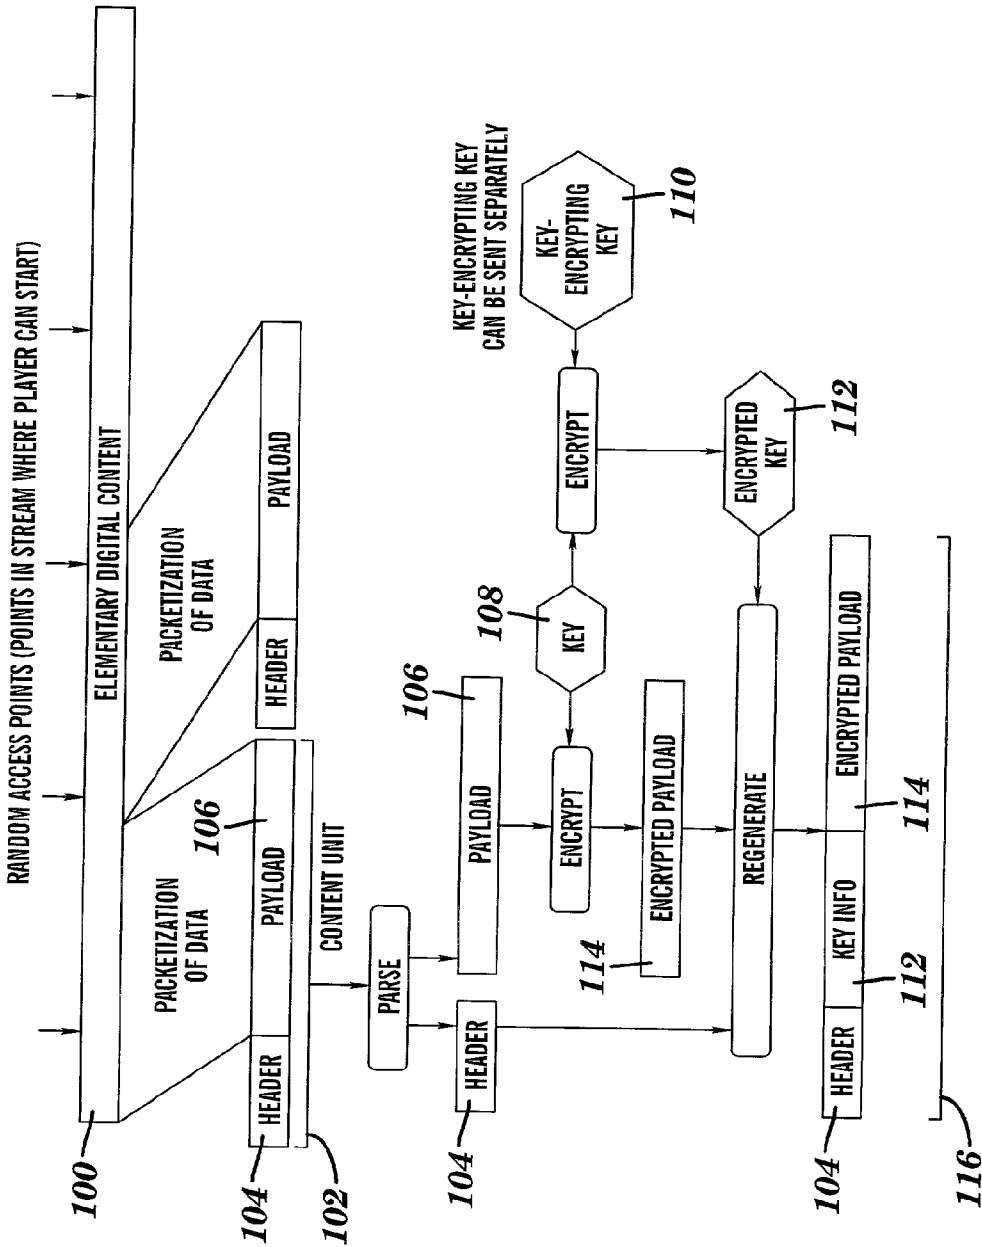 RANDOM ACCESS POINTS (POINTS IN STREAM WHERE PLAYER CAN START)
100
ELEMENTARY DIGITAL CONTENT
PACKETIZATION
OF DATA
PACKETIZATION
OF DATA
106
104
HEADER
PAYLOAD
HEADER
PAYLOAD
102
CONTENT UNIT
PARSE
KEY-ENCRYPTING KEY
CAN BE SENT SEPARATELY
104
HEADER
PAYLOAD
106
108
KEY
ENCRYPT
ENCRYPT
KEY-
ENCRYPTING
KEY
110
114
ENCRYPTED PAYLOAD
REGENERATE
ENCRYPTED
KEY
112
104
HEADER
KEY INFO
ENCRYPTED PAYLOAD
112
114
116